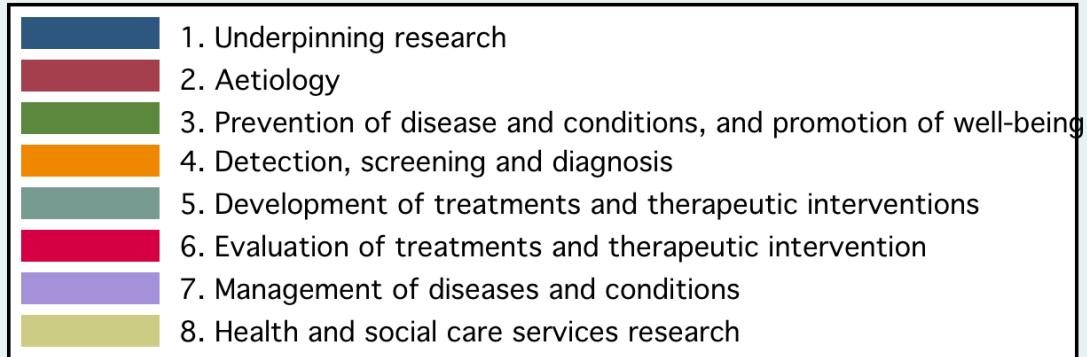 1. Underpinning research
2. Aetiology
3. Prevention of disease and conditions, and promotion of well-being
4. Detection, screening and diagnosis
5. Development of treatments and therapeutic interventions
6. Evaluation of treatments and therapeutic intervention
7. Management of diseases and conditions
8. Health and social care services research